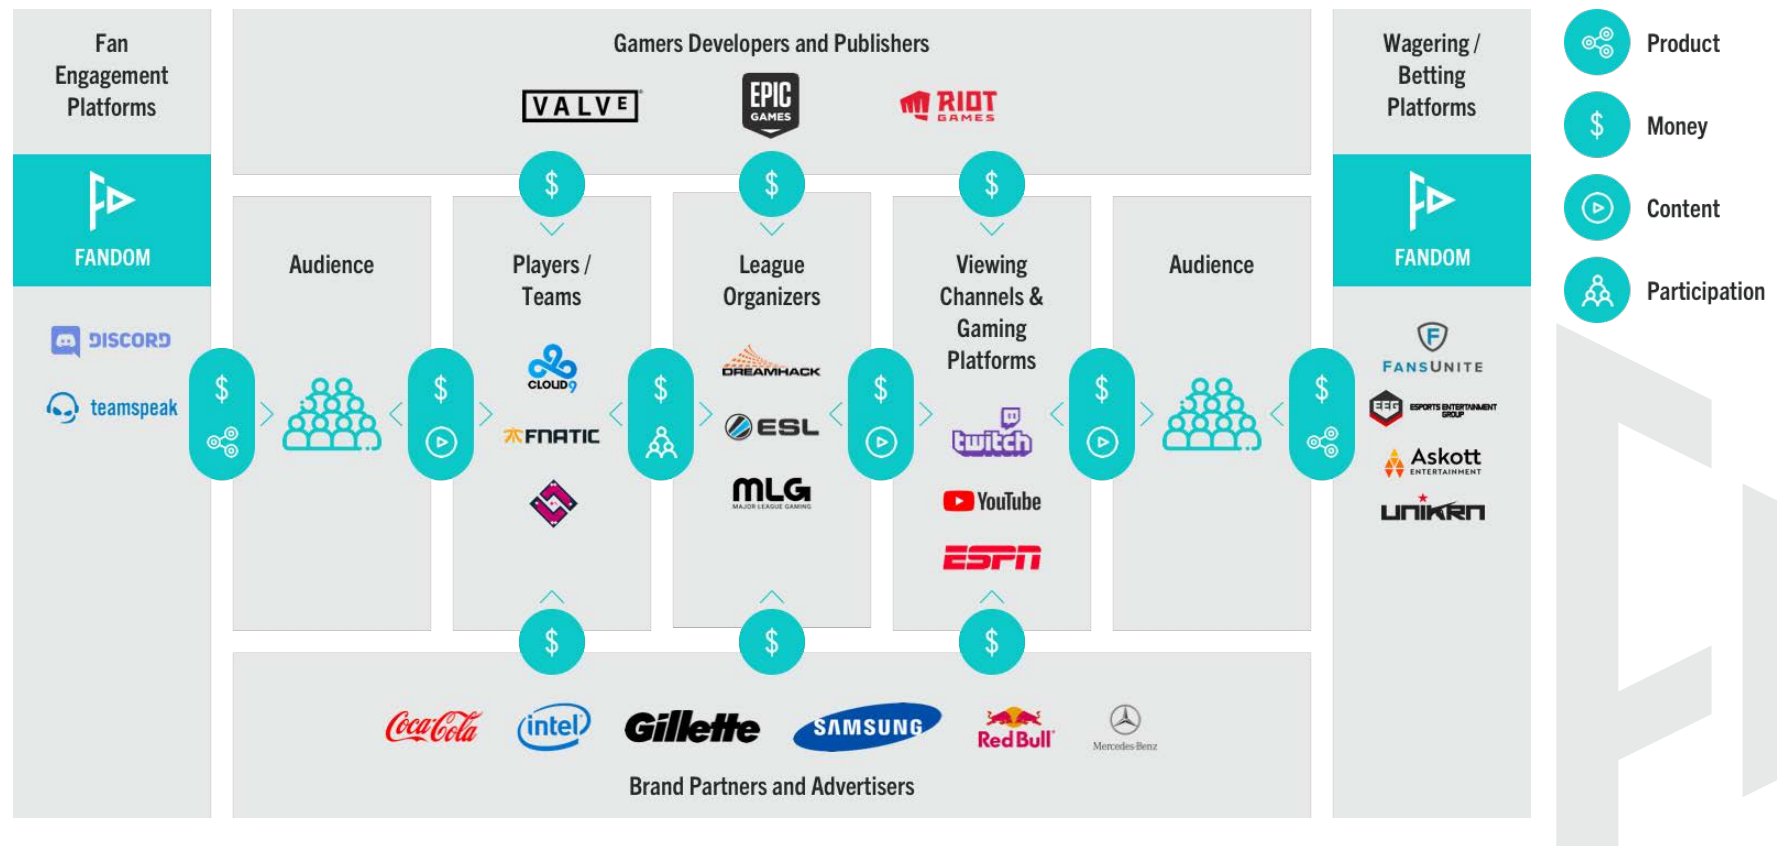 Fan
Engagement
Platforms
FANDOM
DISCORD
teamspeak
Gamers Developers and Publishers
VALVE
EPIC
GAMES
RIOT
GAMES
$
$
$
Audience
Players /
Teams
League
Organizers
Viewing
Channels &
Gaming
Platforms
Audience
CLOUD9
FNATIC
DREAMHACK
ESL
MLG
MAJOR LEAGUE GAMING
twitch
YouTube
ESPN
$
$
$
$
$
$
$
$
$
Coca-Cola
intel
Gillette
SAMSUNG
Red Bull
Mercedes-Benz
Brand Partners and Advertisers
Wagering /
Betting
Platforms
FANDOM
F
FANSUNITE
EEG
ESPORTS ENTERTAINMENT
GROUP
Askott
ENTERTAINMENT
UNIKRN
Product
$
Money
Content
Participation